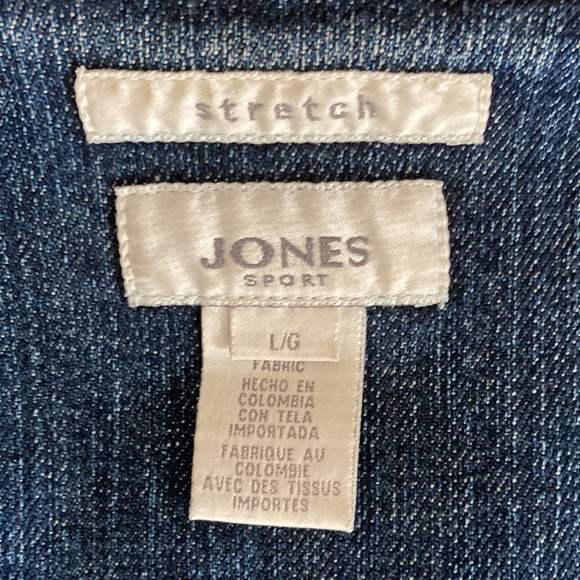 stretch
JONES
SPORT
L/G
FABRIC
HECHO EN
COLOMBIA
CON TELA
IMPORTADA
FABRIQUE AU
COLOMBIE
AVEC DES TISSUS
IMPORTES